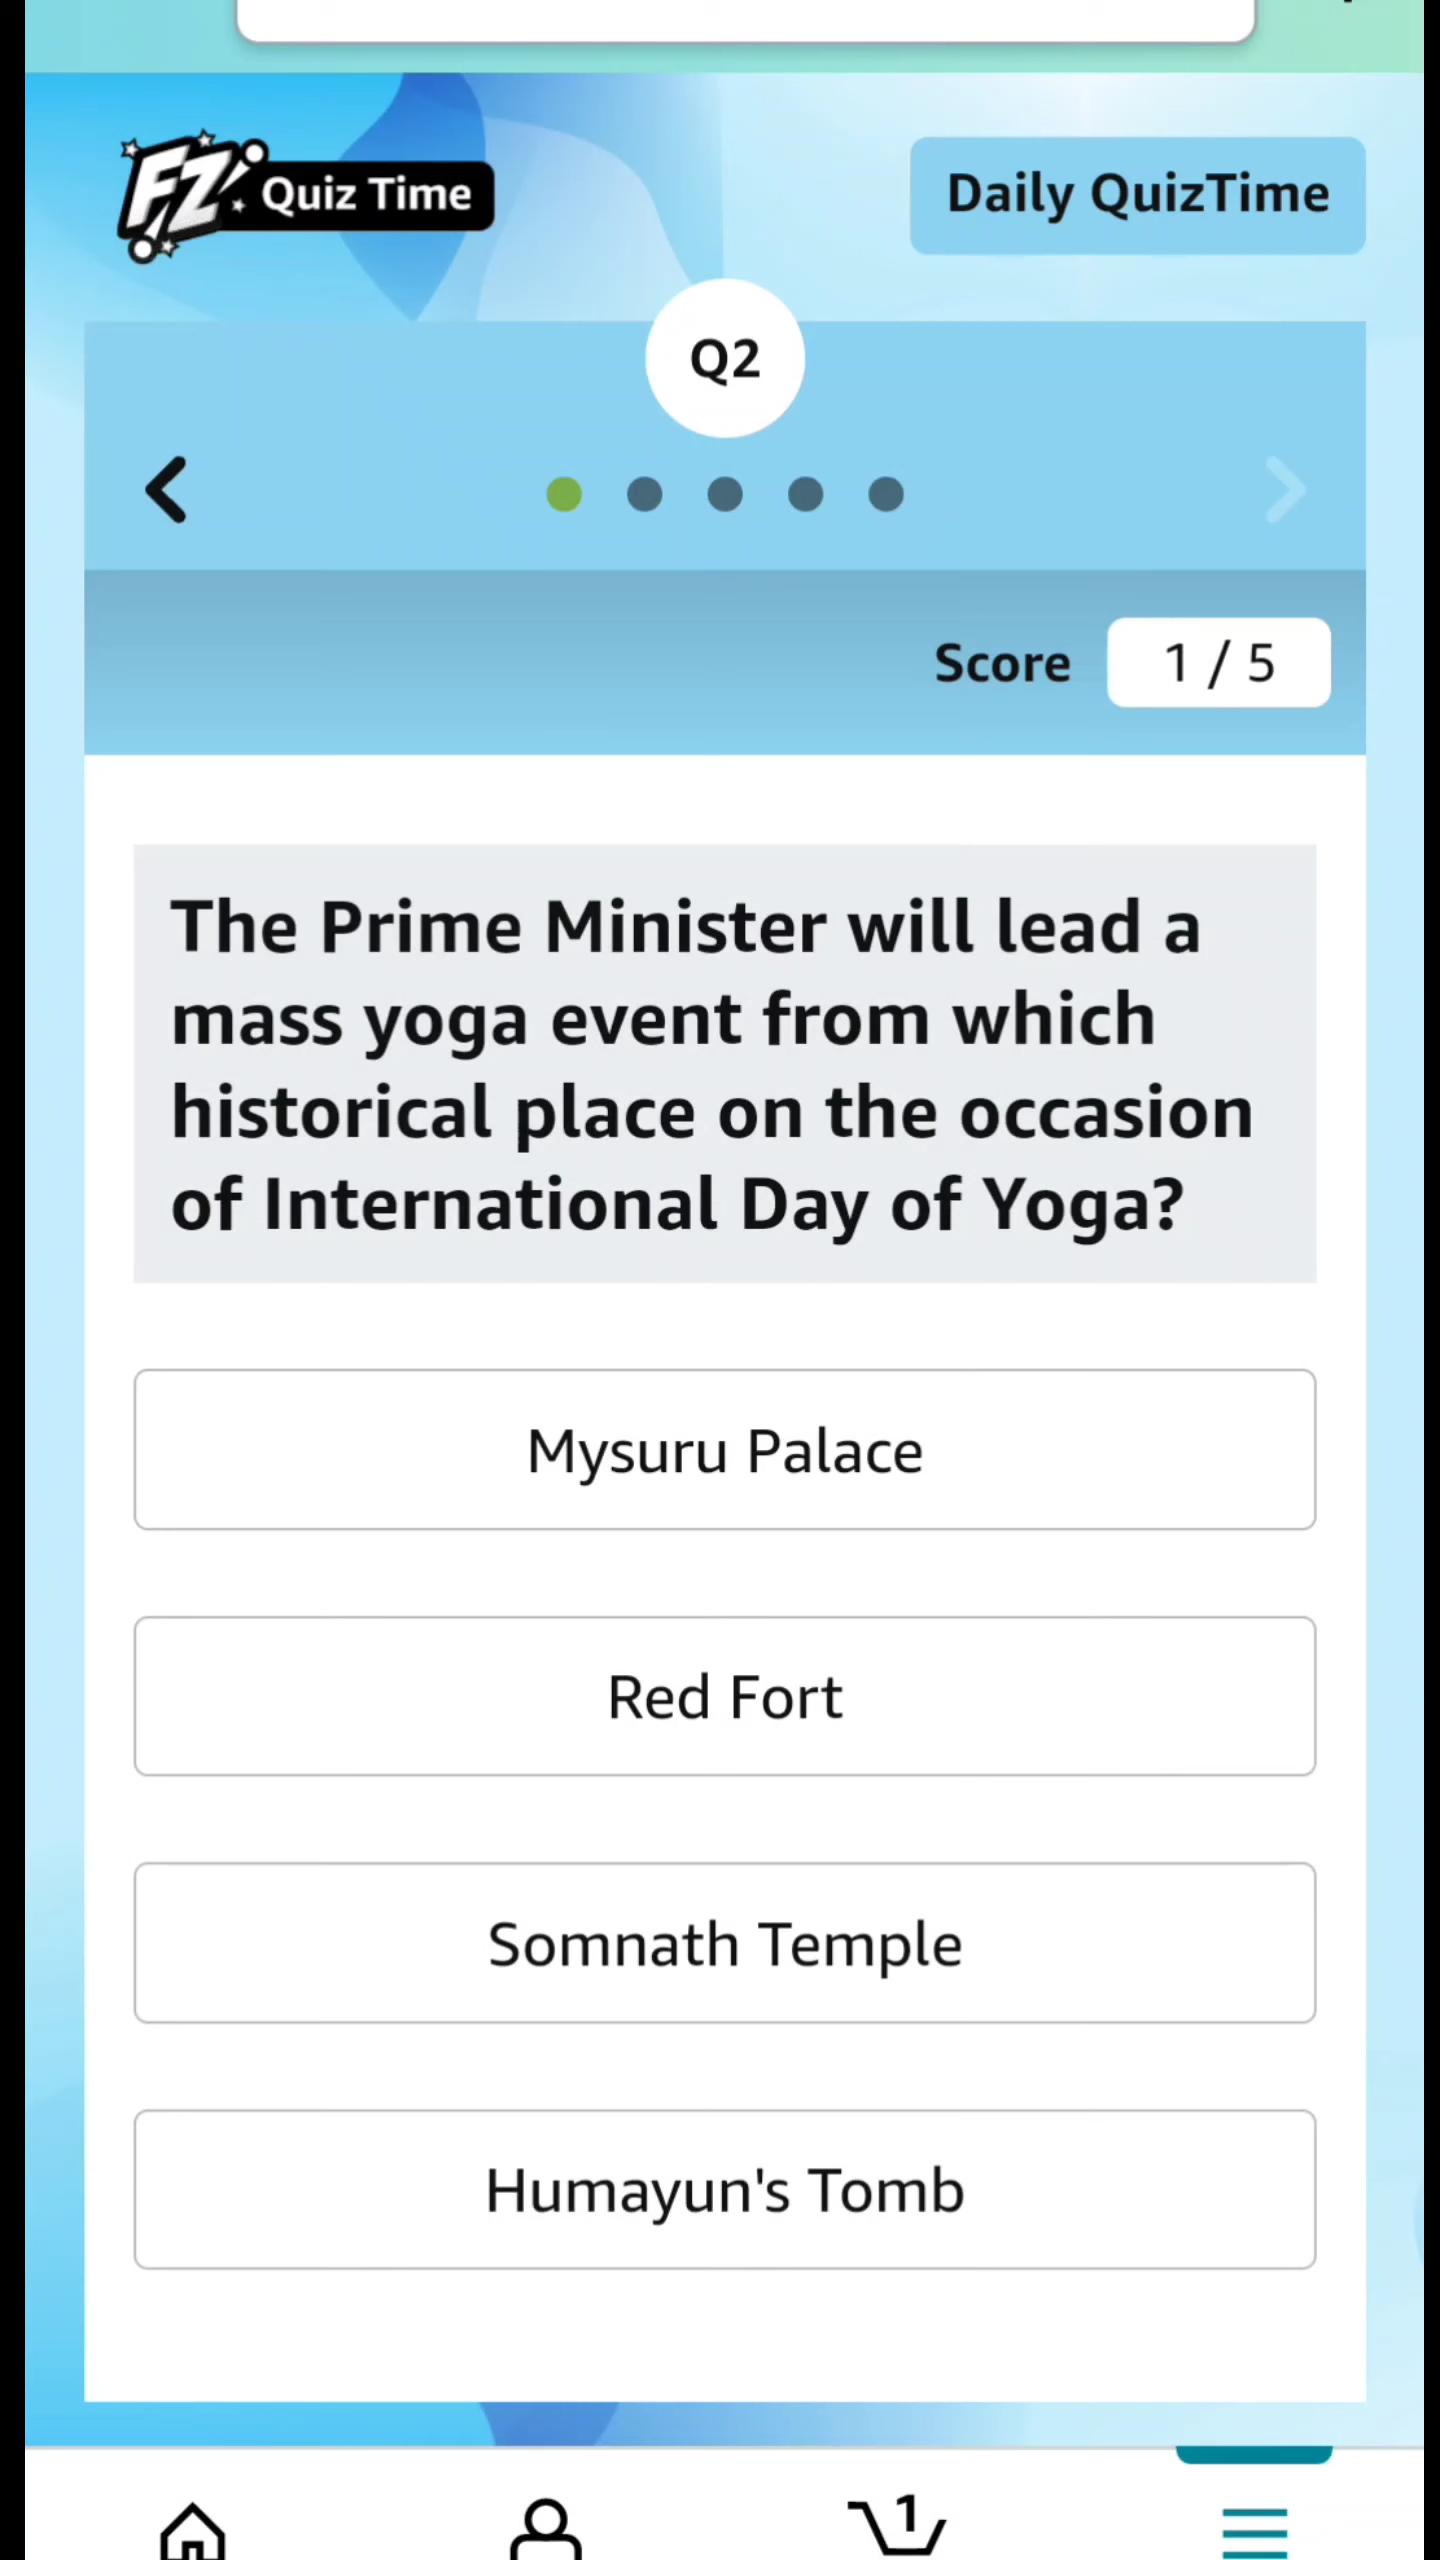 FZ Quiz Time
Daily QuizTime
Q2
Score 1 / 5
The Prime Minister will lead a
mass yoga event from which
historical place on the occasion
of International Day of Yoga?
Mysuru Palace
Red Fort
Somnath Temple
Humayun's Tomb
1